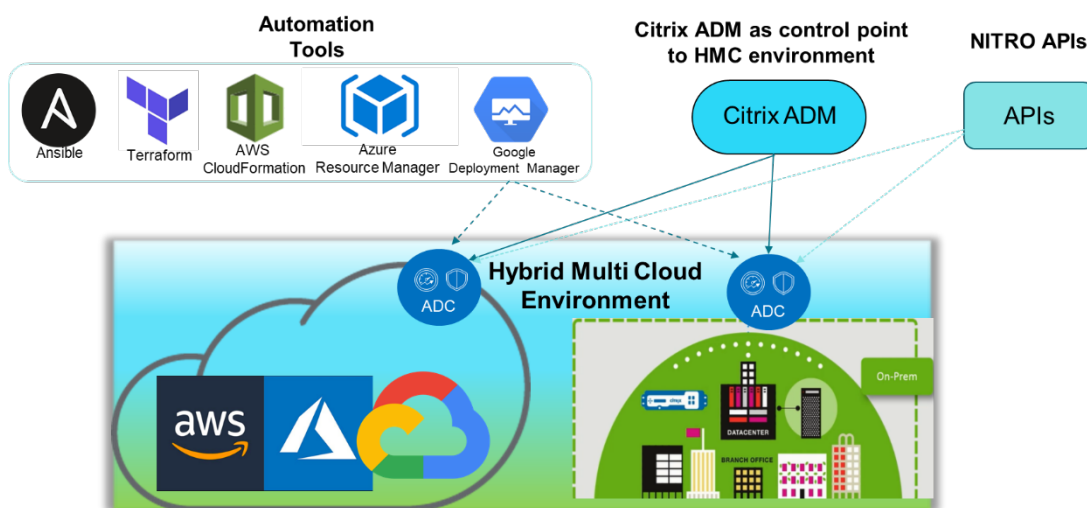 Automation
Tools
Citrix ADM as control point
to HMC environment
NITRO APIs
Ansible
Terraform
AWS
CloudFormation
Azure
Resource Manager
Google
Deployment Manager
Citrix ADM
APIs
ADC
Hybrid Multi Cloud
Environment
ADC
aws
On-Prem
DATACENTER
BRANCH OFFICE